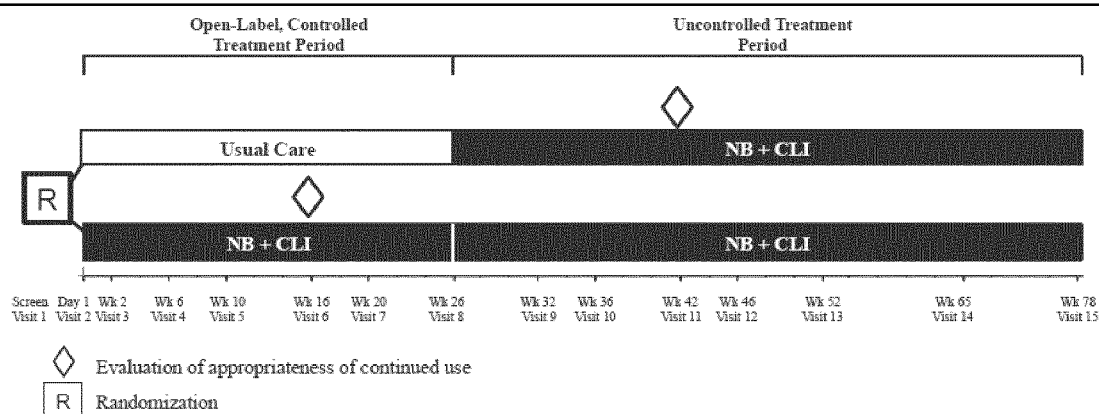 Open-Label, Controlled
Treatment Period
Uncontrolled Treatment
Period
Usual Care
NB + CLI
R
NB + CLI
NB + CLI
Screen Day 1 Wk 2 Wk 6 Wk 10 Wk 16 Wk 20 Wk 26 Wk 32 Wk 36 Wk 42 Wk 46 Wk 52 Wk 65 Wk 78
Visit 1 Visit 2 Visit 3 Visit 4 Visit 5 Visit 6 Visit 7 Visit 8 Visit 9 Visit 10 Visit 11 Visit 12 Visit 13 Visit 14 Visit 15
Evaluation of appropriateness of continued use
R Randomization